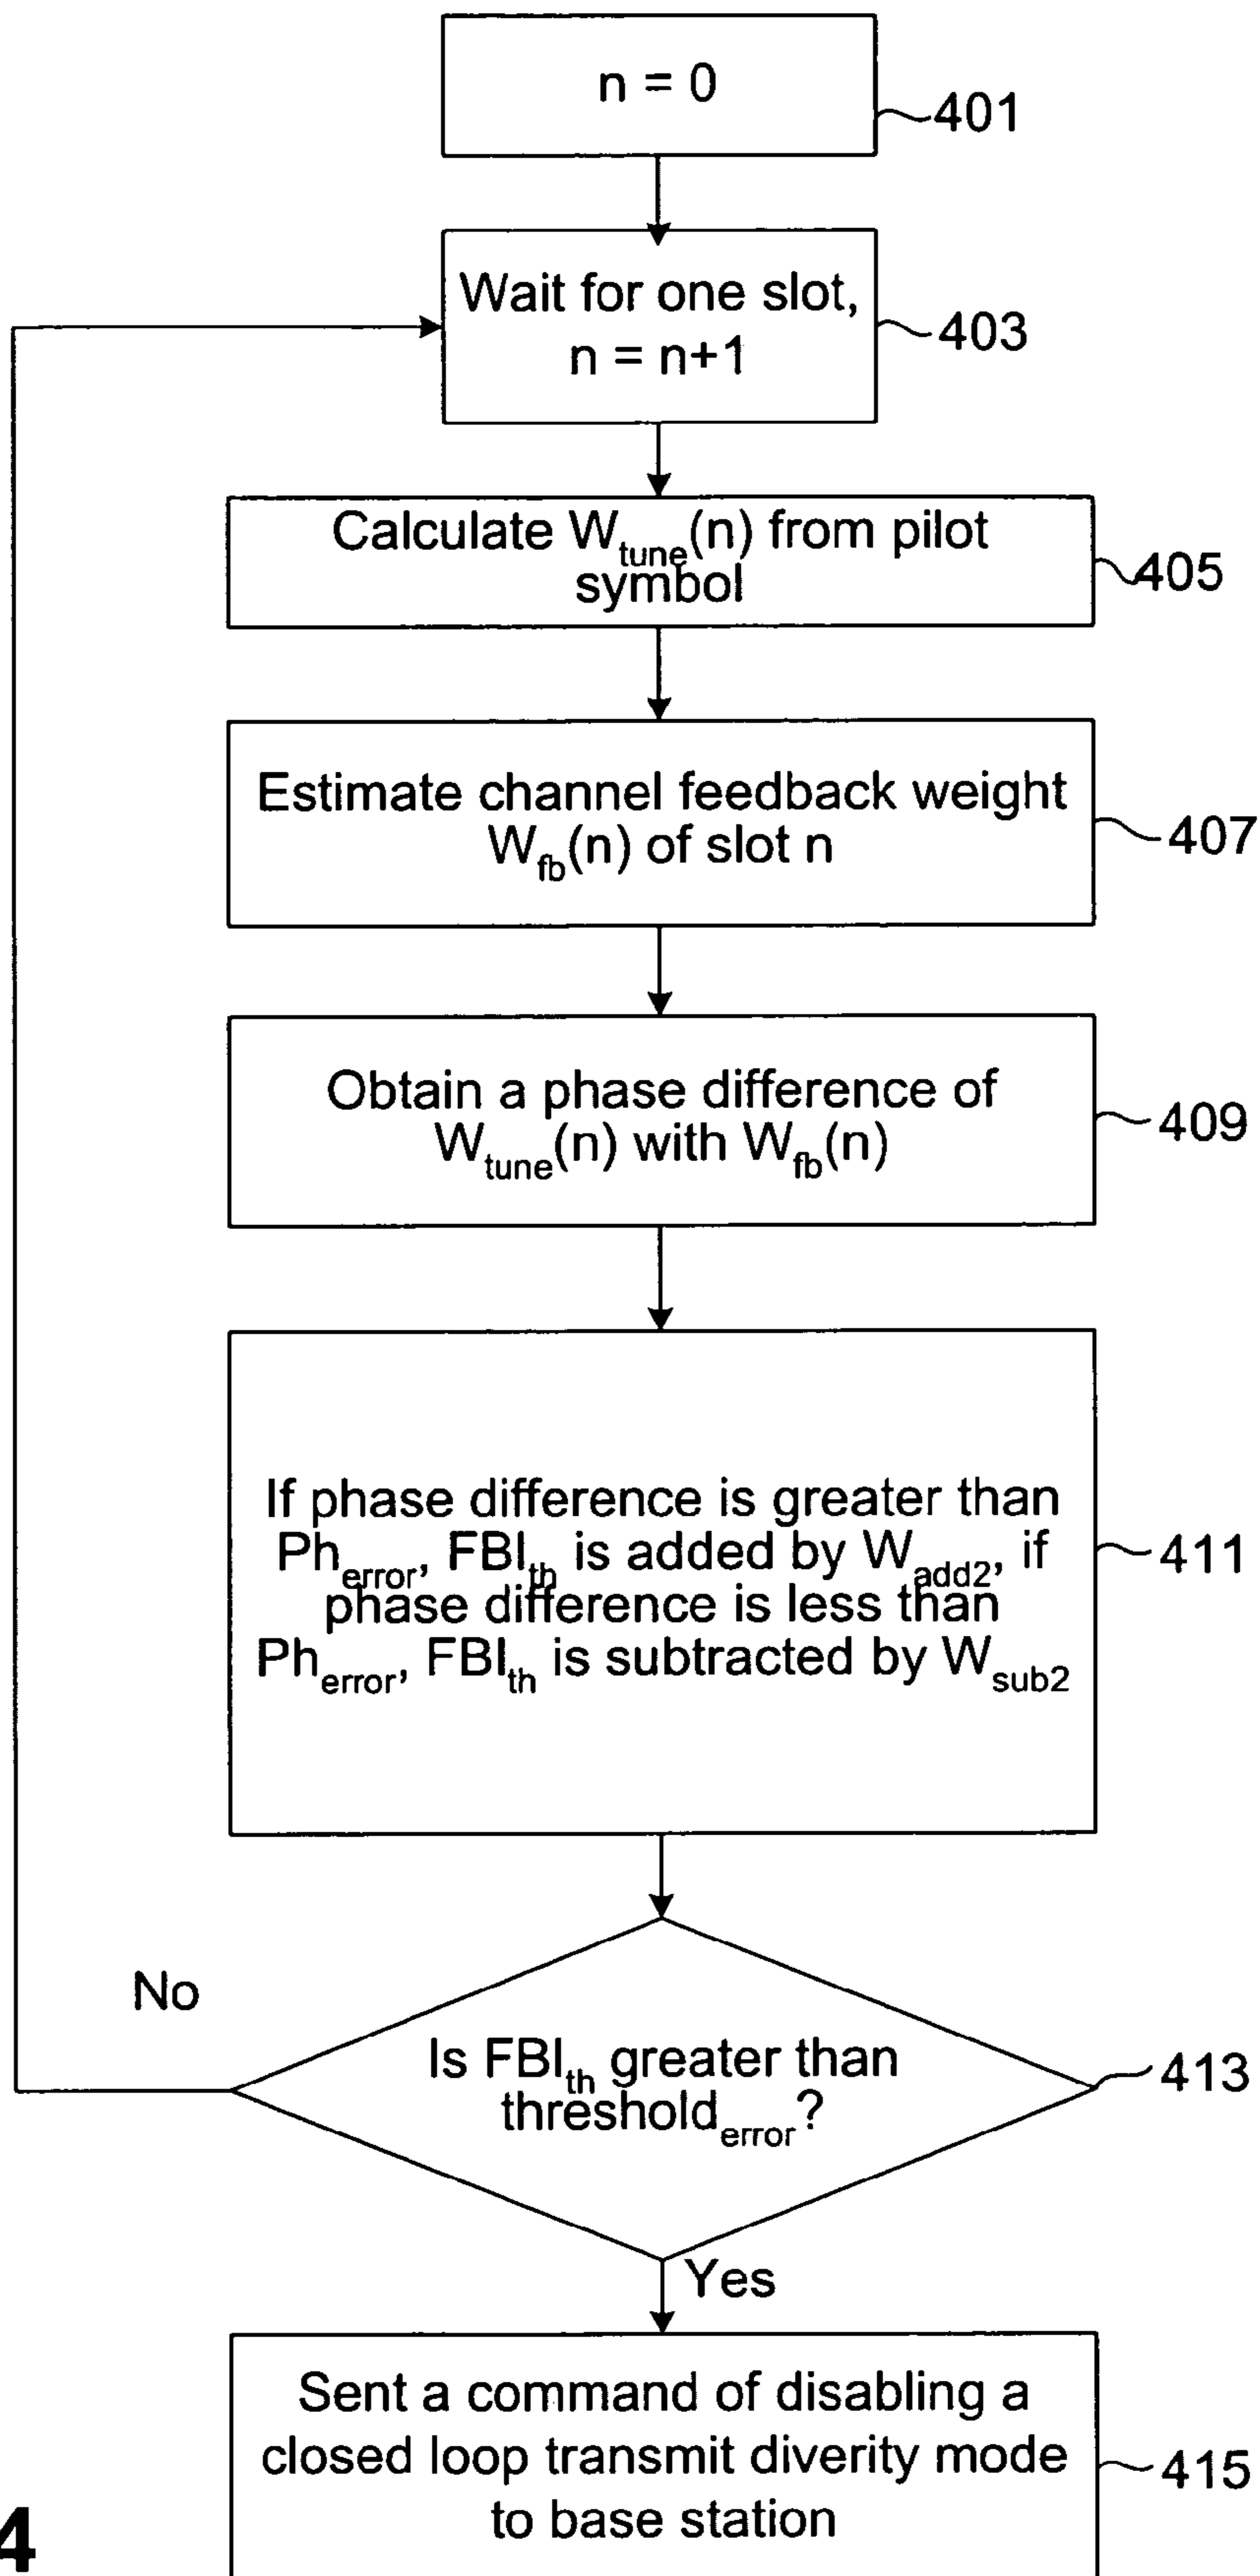 n = 0
401
Wait for one slot,
n = n+1
403
Calculate W_tune(n) from pilot
symbol
405
Estimate channel feedback weight
W_fb(n) of slot n
407
Obtain a phase difference of
W_tune(n) with W_fb(n)
409
If phase difference is greater than
Ph_error, FBI_th is added by W_add2, if
phase difference is less than
Ph_error, FBI_th is subtracted by W_sub2
411
No
Is FBI_th greater than
threshold_error?
413
Yes
Sent a command of disabling a
closed loop transmit diverity mode
to base station
415
4